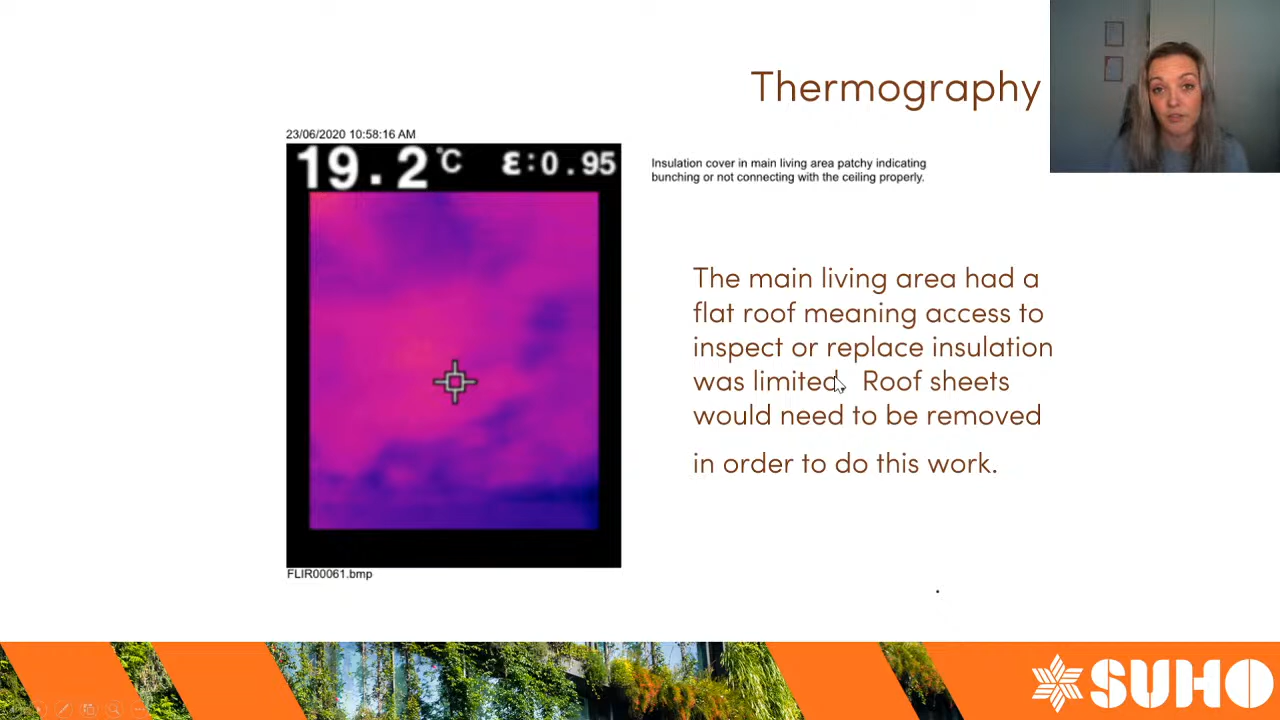 Thermography
23/06/2020 10:58:16 AM
19.2°C ε:0.95
Insulation cover in main living area patchy indicating
bunching or not connecting with the ceiling properly.
The main living area had a
flat roof meaning access to
inspect or replace insulation
was limited. Roof sheets
would need to be removed
in order to do this work.
FLIR00061.bmp
.
SUHO